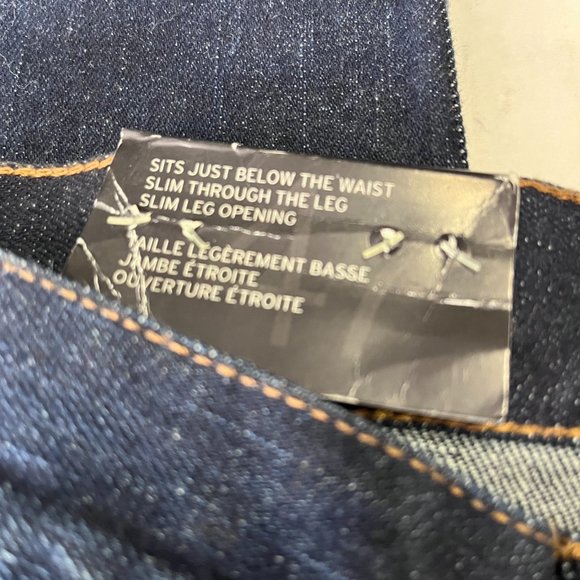 SITS JUST BELOW THE WAIST
SLIM THROUGH THE LEG
SLIM LEG OPENING
TAILLE LÉGÈREMENT BASSE
JAMBE ÉTROITE
OUVERTURE ÉTROITE